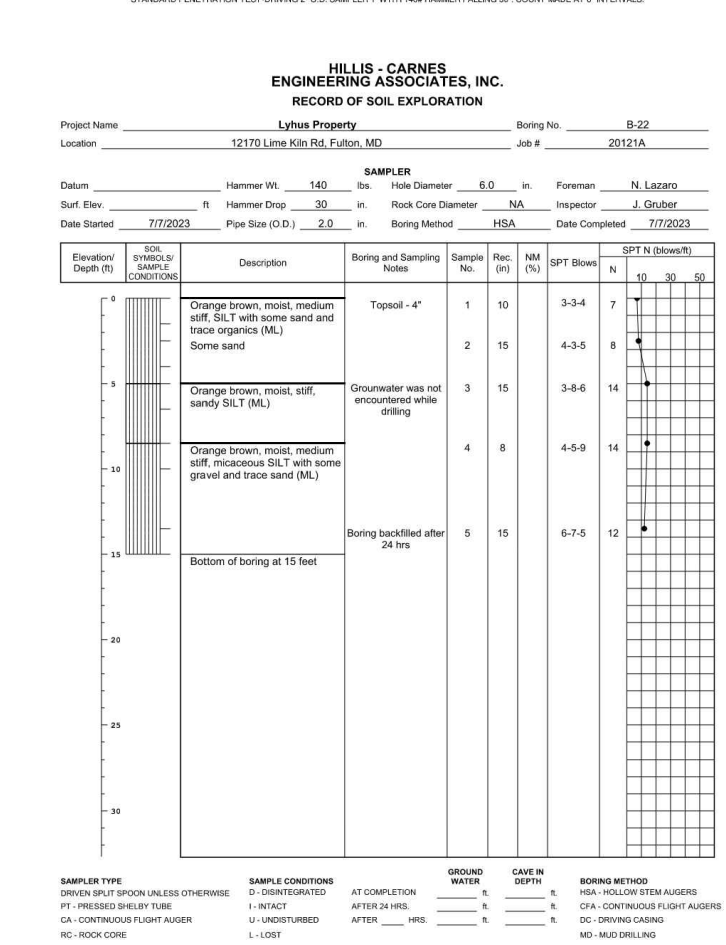 STANDARD PENETRATION TEST-DRIVING 2" O.D. SAMPLER 1' WITH 140# HAMMER FALLING 30": COUNT MADE AT 6" INTERVALS.
HILLIS - CARNES
ENGINEERING ASSOCIATES, INC.
RECORD OF SOIL EXPLORATION
Project Name Lyhus Property Boring No. B-22
Location 12170 Lime Kiln Rd, Fulton, MD Job # 20121A
SAMPLER
Datum Hammer Wt. 140 lbs. Hole Diameter 6.0 in. Foreman N. Lazaro
Surf. Elev. ft Hammer Drop 30 in. Rock Core Diameter NA Inspector J. Gruber
Date Started 7/7/2023 Pipe Size (O.D.) 2.0 in. Boring Method HSA Date Completed 7/7/2023
Elevation/
Depth (ft)
SOIL
SYMBOLS/
SAMPLE
CONDITIONS
Description
Boring and Sampling
Notes
Sample
No.
Rec.
(in)
NM
(%)
SPT Blows
SPT N (blows/ft)
N
10 30 50
0
Orange brown, moist, medium
stiff, SILT with some sand and
trace organics (ML)
Topsoil - 4" 1 10 3-3-4 7
Some sand 2 15 4-3-5 8
5
Orange brown, moist, stiff,
sandy SILT (ML)
Grounwater was not
encountered while
drilling
3 15 3-8-6 14
Orange brown, moist, medium
stiff, micaceous SILT with some
gravel and trace sand (ML)
4 8 4-5-9 14
10
Boring backfilled after
24 hrs
5 15 6-7-5 12
15
Bottom of boring at 15 feet
20
25
30
SAMPLER TYPE
DRIVEN SPLIT SPOON UNLESS OTHERWISE
PT - PRESSED SHELBY TUBE
CA - CONTINUOUS FLIGHT AUGER
RC - ROCK CORE
SAMPLE CONDITIONS
D - DISINTEGRATED
I - INTACT
U - UNDISTURBED
L - LOST
GROUND
WATER
CAVE IN
DEPTH
AT COMPLETION ft. ft.
AFTER 24 HRS. ft. ft.
AFTER HRS. ft. ft.
BORING METHOD
HSA - HOLLOW STEM AUGERS
CFA - CONTINUOUS FLIGHT AUGERS
DC - DRIVING CASING
MD - MUD DRILLING